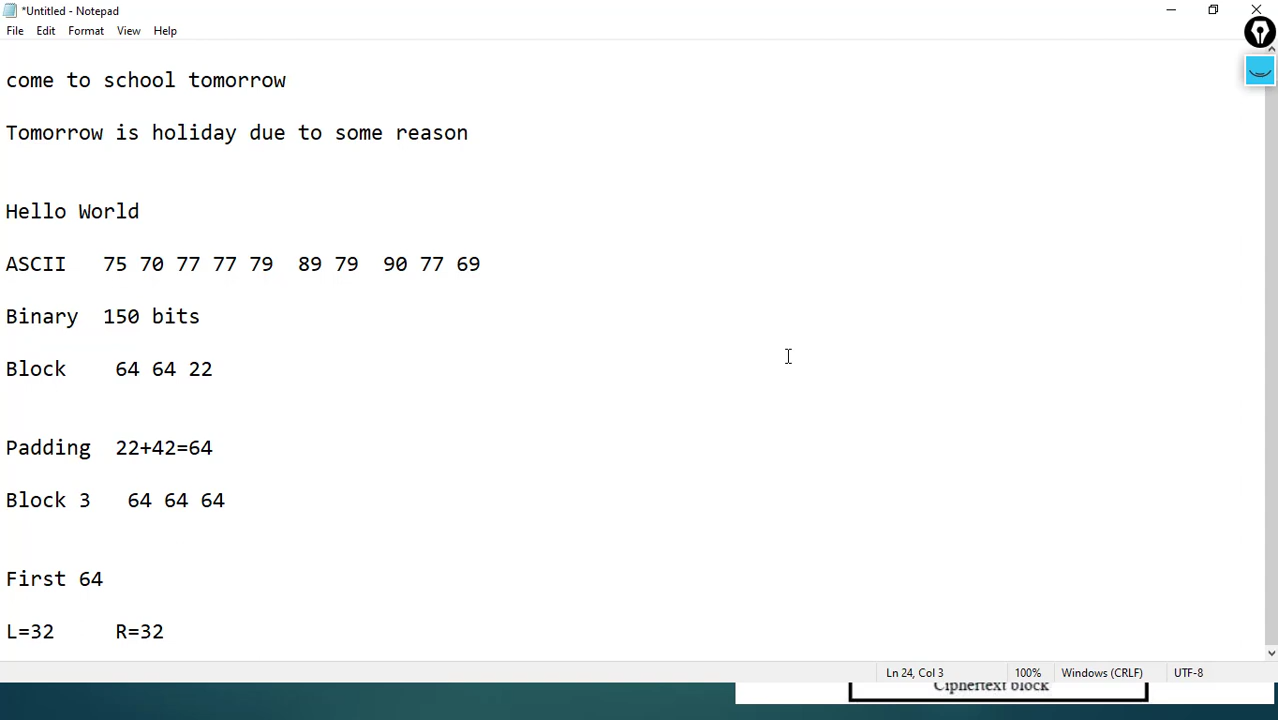 *Untitled - Notepad
File Edit Format View Help
come to school tomorrow
Tomorrow is holiday due to some reason
Hello World
ASCII   75 70 77 77 79  89 79  90 77 69
Binary  150 bits
Block    64 64 22
Padding  22+42=64
Block 3   64 64 64
First 64
L=32     R=32
Ln 24, Col 3 100% Windows (CRLF) UTF-8
Ciphertext block